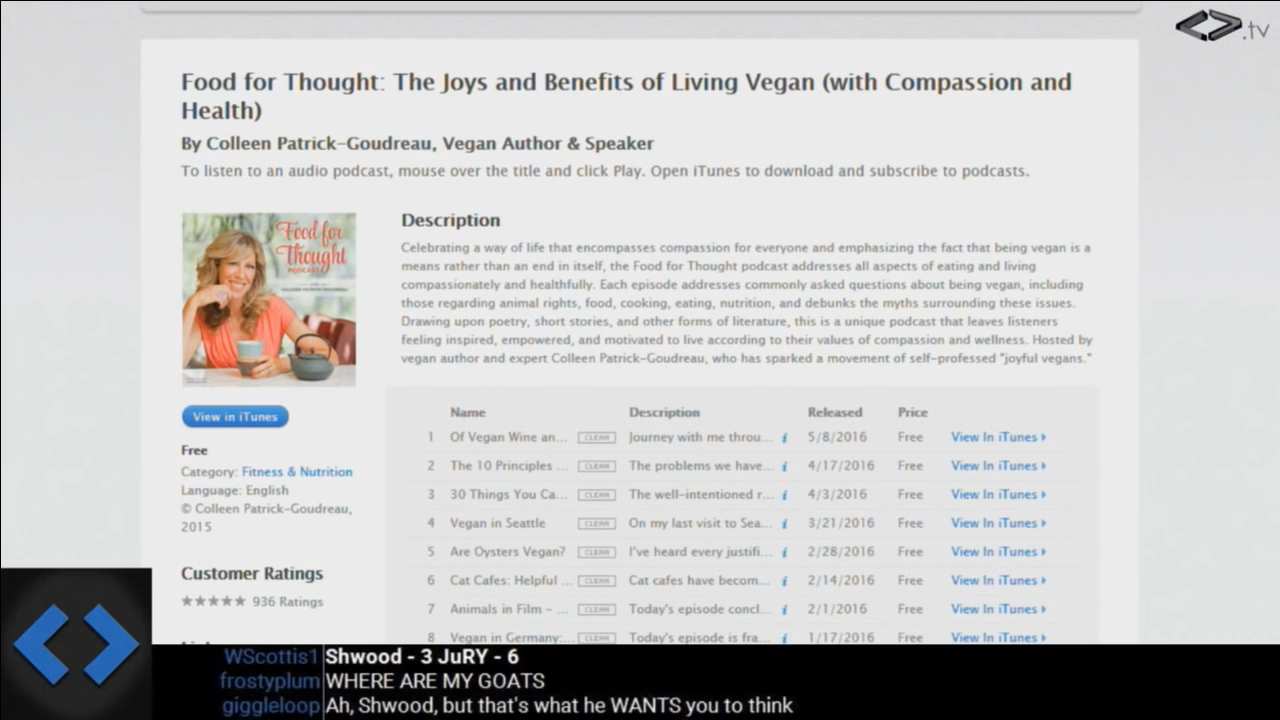 .tv
Food for Thought: The Joys and Benefits of Living Vegan (with Compassion and
Health)
By Colleen Patrick-Goudreau, Vegan Author & Speaker
To listen to an audio podcast, mouse over the title and click Play. Open iTunes to download and subscribe to podcasts.
Food for
Thought
PODCAST
COLLEEN PATRICK-GOUDREAU
View in iTunes
Free
Category: Fitness & Nutrition
Language: English
© Colleen Patrick-Goudreau,
2015
Customer Ratings
★★★★★ 936 Ratings
Description
Celebrating a way of life that encompasses compassion for everyone and emphasizing the fact that being vegan is a
means rather than an end in itself, the Food for Thought podcast addresses all aspects of eating and living
compassionately and healthfully. Each episode addresses commonly asked questions about being vegan, including
those regarding animal rights, food, cooking, eating, nutrition, and debunks the myths surrounding these issues.
Drawing upon poetry, short stories, and other forms of literature, this is a unique podcast that leaves listeners
feeling inspired, empowered, and motivated to live according to their values of compassion and wellness. Hosted by
vegan author and expert Colleen Patrick-Goudreau, who has sparked a movement of self-professed "joyful vegans."
Name Description Released Price
1 Of Vegan Wine an... CLEAN Journey with me throu... i 5/8/2016 Free View In iTunes
2 The 10 Principles ... CLEAN The problems we have... i 4/17/2016 Free View In iTunes
3 30 Things You Ca... CLEAN The well-intentioned r... i 4/3/2016 Free View In iTunes
4 Vegan in Seattle CLEAN On my last visit to Sea... i 3/21/2016 Free View In iTunes
5 Are Oysters Vegan? CLEAN I've heard every justifi... i 2/28/2016 Free View In iTunes
6 Cat Cafes: Helpful ... CLEAN Cat cafes have becom... i 2/14/2016 Free View In iTunes
7 Animals in Film – ... CLEAN Today's episode concl... i 2/1/2016 Free View In iTunes
8 Vegan in Germany:... CLEAN Today's episode is fra... i 1/17/2016 Free View In iTunes
WScottis1 Shwood - 3 JuRY - 6
frostyplum WHERE ARE MY GOATS
giggleloop Ah, Shwood, but that's what he WANTS you to think